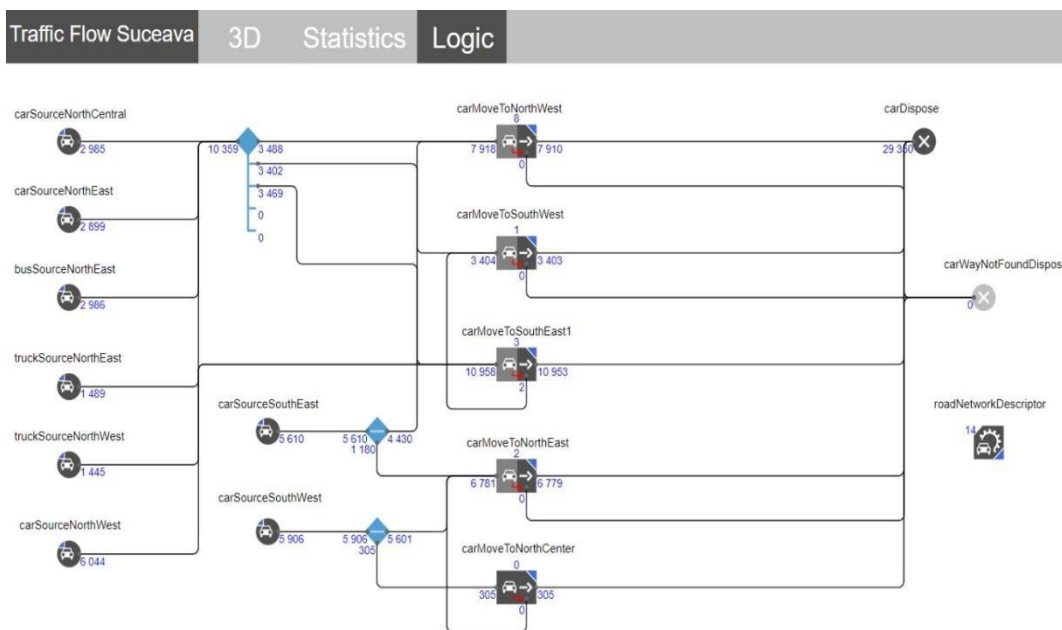 Traffic Flow Suceava 3D Statistics Logic
carSourceNorthCentral
2 985
carSourceNorthEast
2 899
busSourceNorthEast
2 986
truckSourceNorthEast
1 489
truckSourceNorthWest
1 445
carSourceNorthWest
6 044
10 359 3 488
3 402
3 469
0
0
carSourceSouthEast
5 610
5 610 4 430
1 180
carSourceSouthWest
5 906
5 906 5 601
305
carMoveToNorthWest
8
7 918 7 910
0
carMoveToSouthWest
1
3 404 3 403
0
carMoveToSouthEast1
3
10 958 10 953
2
carMoveToNorthEast
2
6 781 6 779
0
carMoveToNorthCenter
0
305 305
0
carDispose
carWayNotFoundDispos
0
roadNetworkDescriptor
14